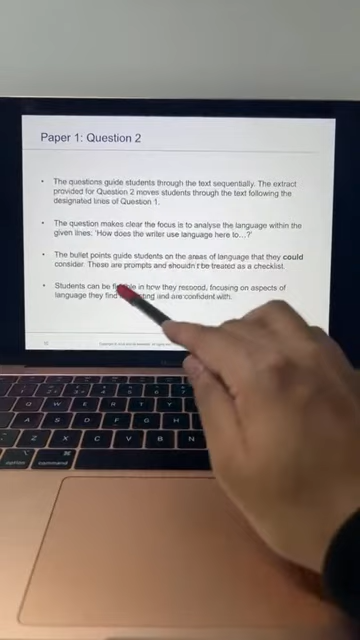 Paper 1: Question 2
• The questions guide students through the text sequentially. The extract
provided for Question 2 moves students through the text following the
designated lines of Question 1.
• The question makes clear the focus is to analyse the language within the
given lines: 'How does the writer use language here to…?'
• The bullet points guide students on the areas of language that they could
consider. These are prompts and shouldn't be treated as a checklist.
• Students can be in how they respond, focusing on aspects of
language they find and are confident with.
Q W E R T Y
A S D F G H
Z X C V B N
option command